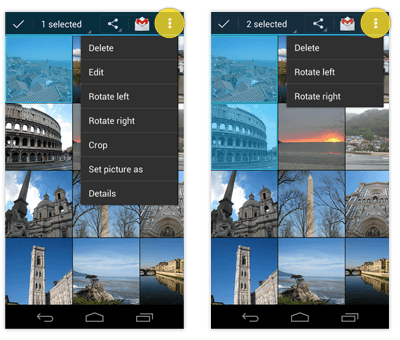 1 selected
Delete
Edit
Rotate left
Rotate right
Crop
Set picture as
Details
2 selected
Delete
Rotate left
Rotate right